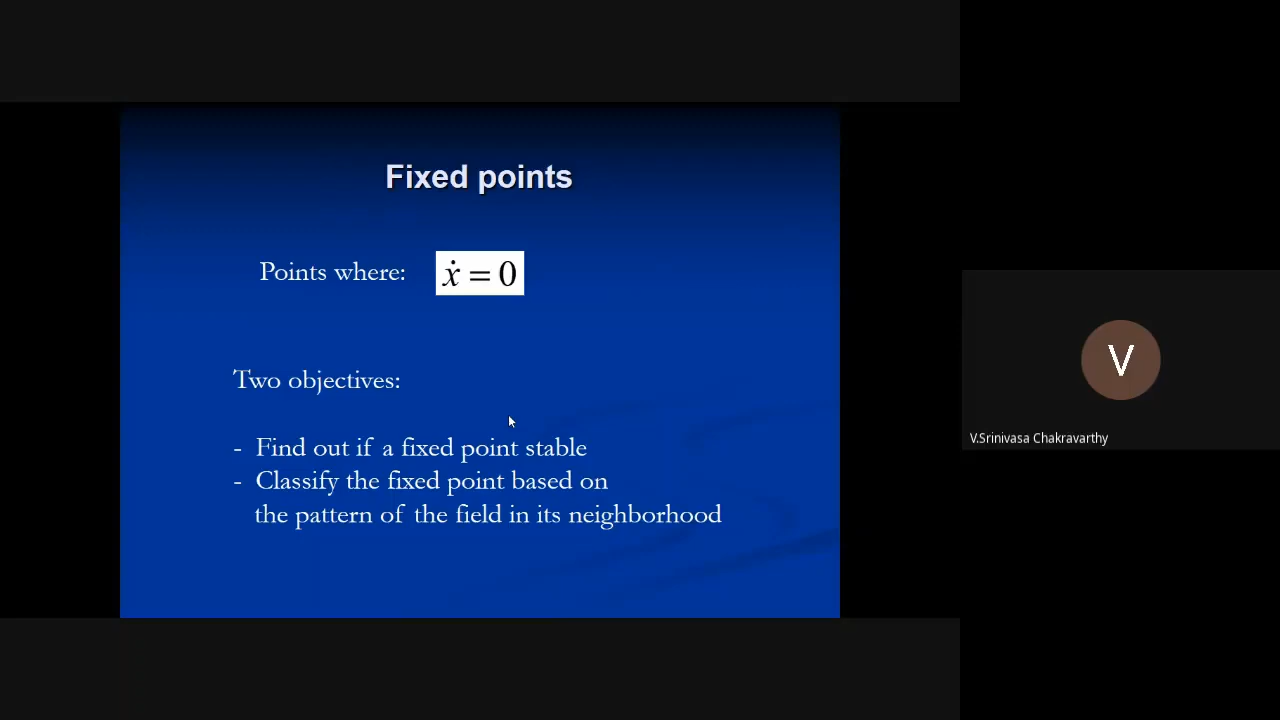 Fixed points
Points where: ẋ = 0
Two objectives:
- Find out if a fixed point stable
- Classify the fixed point based on
the pattern of the field in its neighborhood
V
V.Srinivasa Chakravarthy